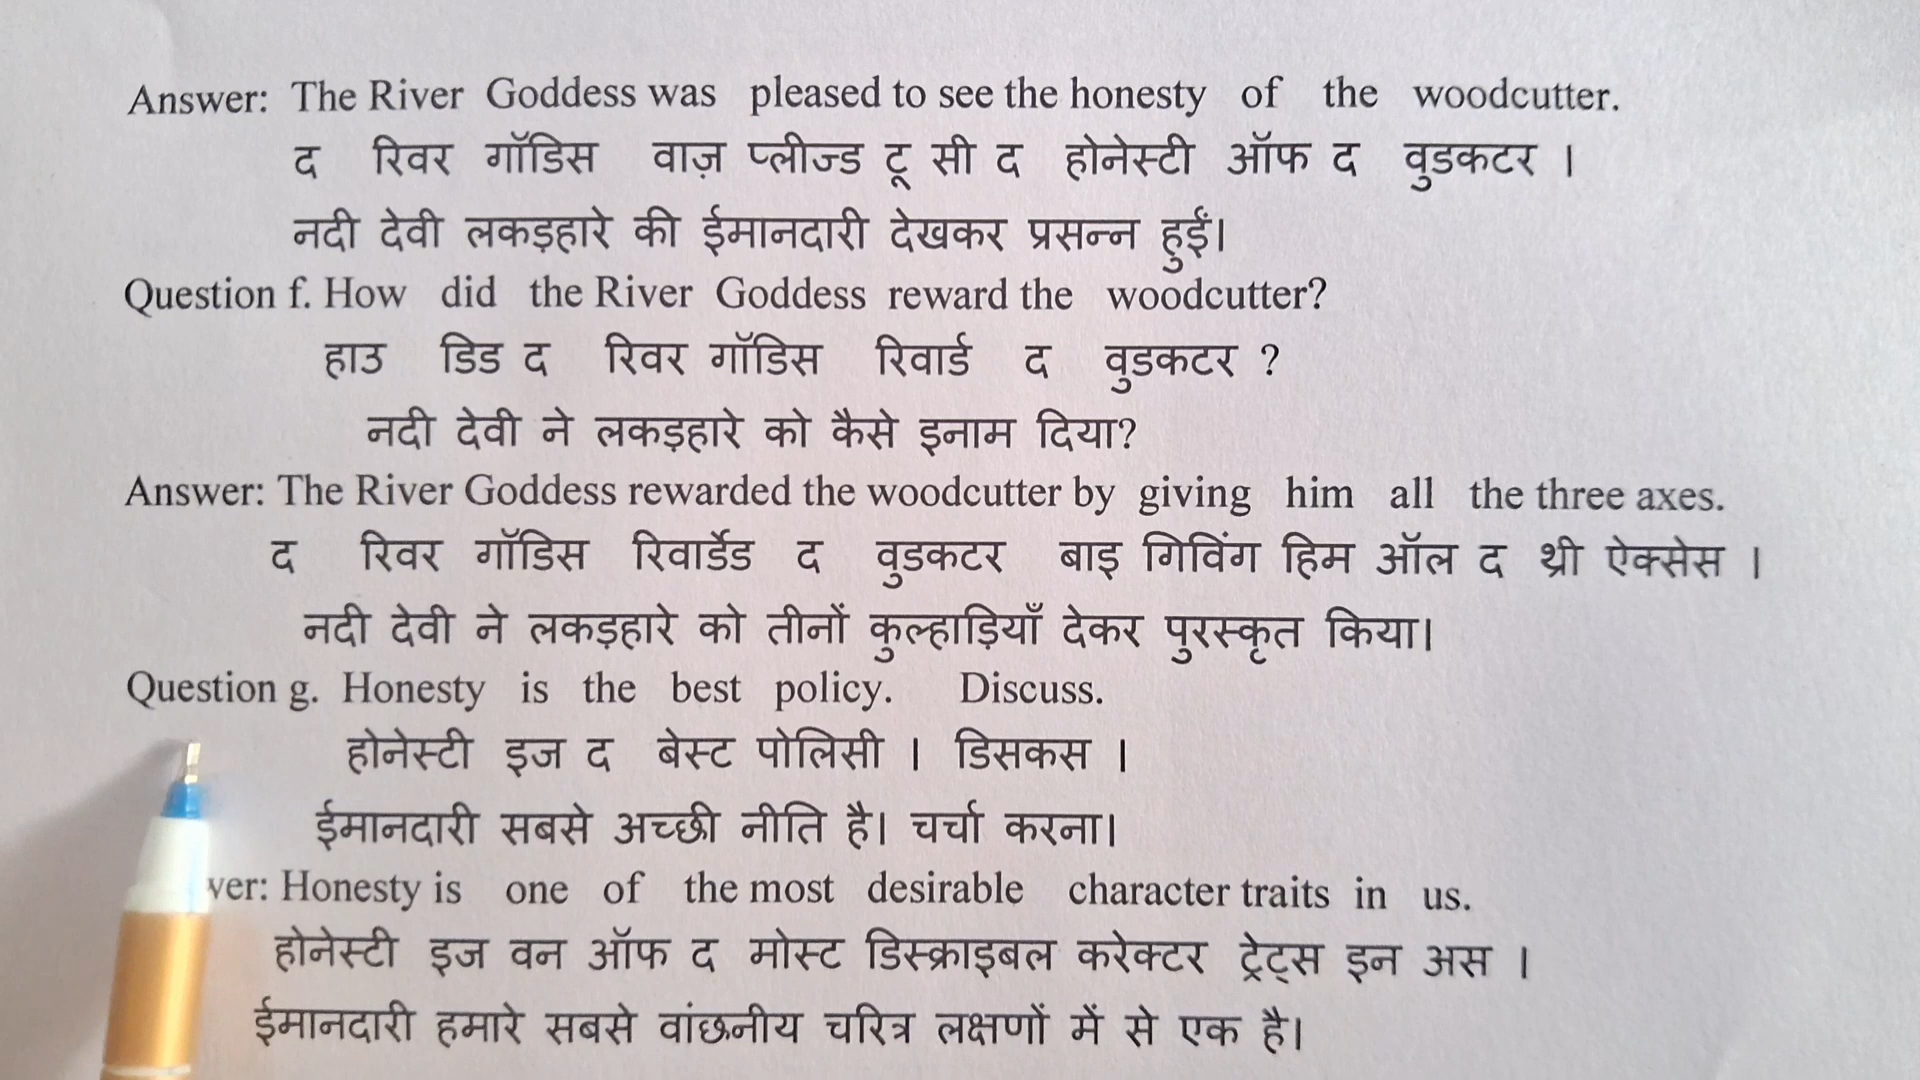 Answer: The River Goddess was pleased to see the honesty of the woodcutter.
द रिवर गॉडिस वाज़ प्लीज्ड टू सी द होनेस्टी ऑफ द वुडकटर ।
नदी देवी लकड़हारे की ईमानदारी देखकर प्रसन्न हुईं।
Question f. How did the River Goddess reward the woodcutter?
हाउ डिड द रिवर गॉडिस रिवार्ड द वुडकटर ?
नदी देवी ने लकड़हारे को कैसे इनाम दिया?
Answer: The River Goddess rewarded the woodcutter by giving him all the three axes.
द रिवर गॉडिस रिवार्डेड द वुडकटर बाइ गिविंग हिम ऑल द थ्री ऐक्सेस ।
नदी देवी ने लकड़हारे को तीनों कुल्हाड़ियाँ देकर पुरस्कृत किया।
Question g. Honesty is the best policy. Discuss.
होनेस्टी इज द बेस्ट पोलिसी । डिसकस ।
ईमानदारी सबसे अच्छी नीति है। चर्चा करना।
ver: Honesty is one of the most desirable character traits in us.
होनेस्टी इज वन ऑफ द मोस्ट डिस्क्राइबल करेक्टर ट्रेट्स इन अस ।
ईमानदारी हमारे सबसे वांछनीय चरित्र लक्षणों में से एक है।